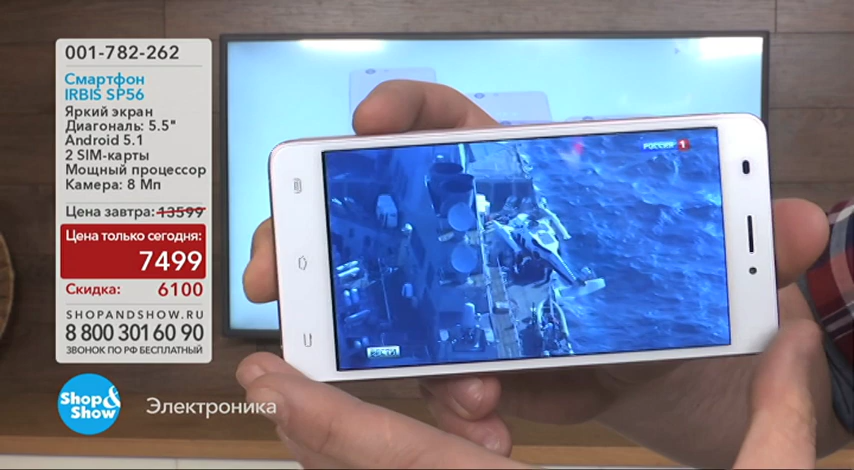 001-782-262
Смартфон
IRBIS SP56
Яркий экран
Диагональ: 5.5"
Android 5.1
2 SIM-карты
Мощный процессор
Камера: 8 Мп
Цена завтра: 13599
Цена только сегодня:
7499
Скидка: 6100
SHOPANDSHOW.RU
8 800 301 60 90
ЗВОНОК ПО РФ БЕСПЛАТНЫЙ
Shop&
Show
Электроника
РОССИЯ 1
ВЕСТИ